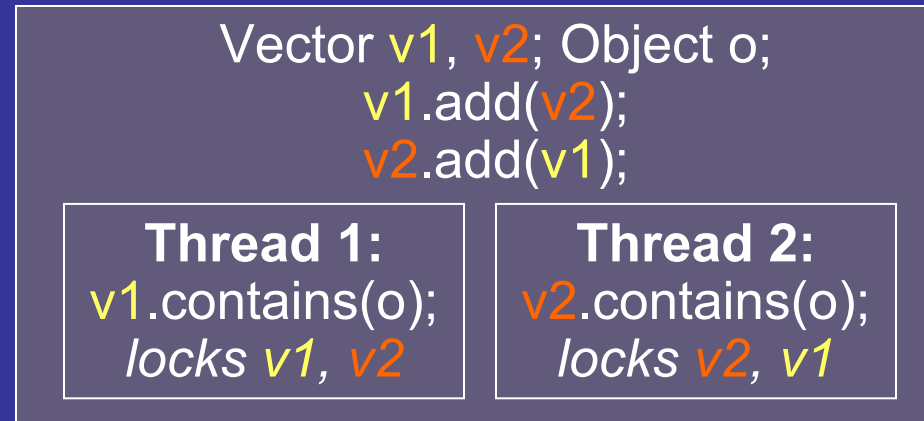 Vector v1, v2; Object o;
v1.add(v2);
v2.add(v1);
Thread 1:
v1.contains(o);
locks v1, v2
Thread 2:
v2.contains(o);
locks v2, v1